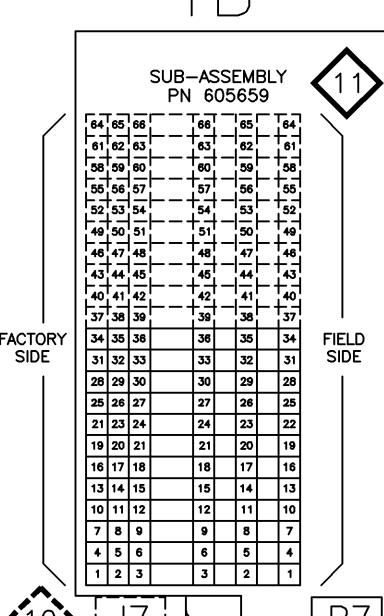 SUB-ASSEMBLY
PN 605659
11
64 65 66 66 65 64
61 62 63 63 62 61
58 59 60 60 59 58
55 56 57 57 56 55
52 53 54 54 53 52
49 50 51 51 50 49
46 47 48 48 47 46
43 44 45 45 44 43
40 41 42 42 41 40
37 38 39 39 38 37
FACTORY
SIDE
34 35 36 36 35 34
FIELD
SIDE
31 32 33 33 32 31
28 29 30 30 29 28
25 26 27 27 26 25
21 23 24 24 23 22
19 20 21 21 20 19
16 17 18 18 17 16
13 14 15 15 14 13
10 11 12 12 11 10
7 8 9 9 8 7
4 5 6 6 5 4
1 2 3 3 2 1